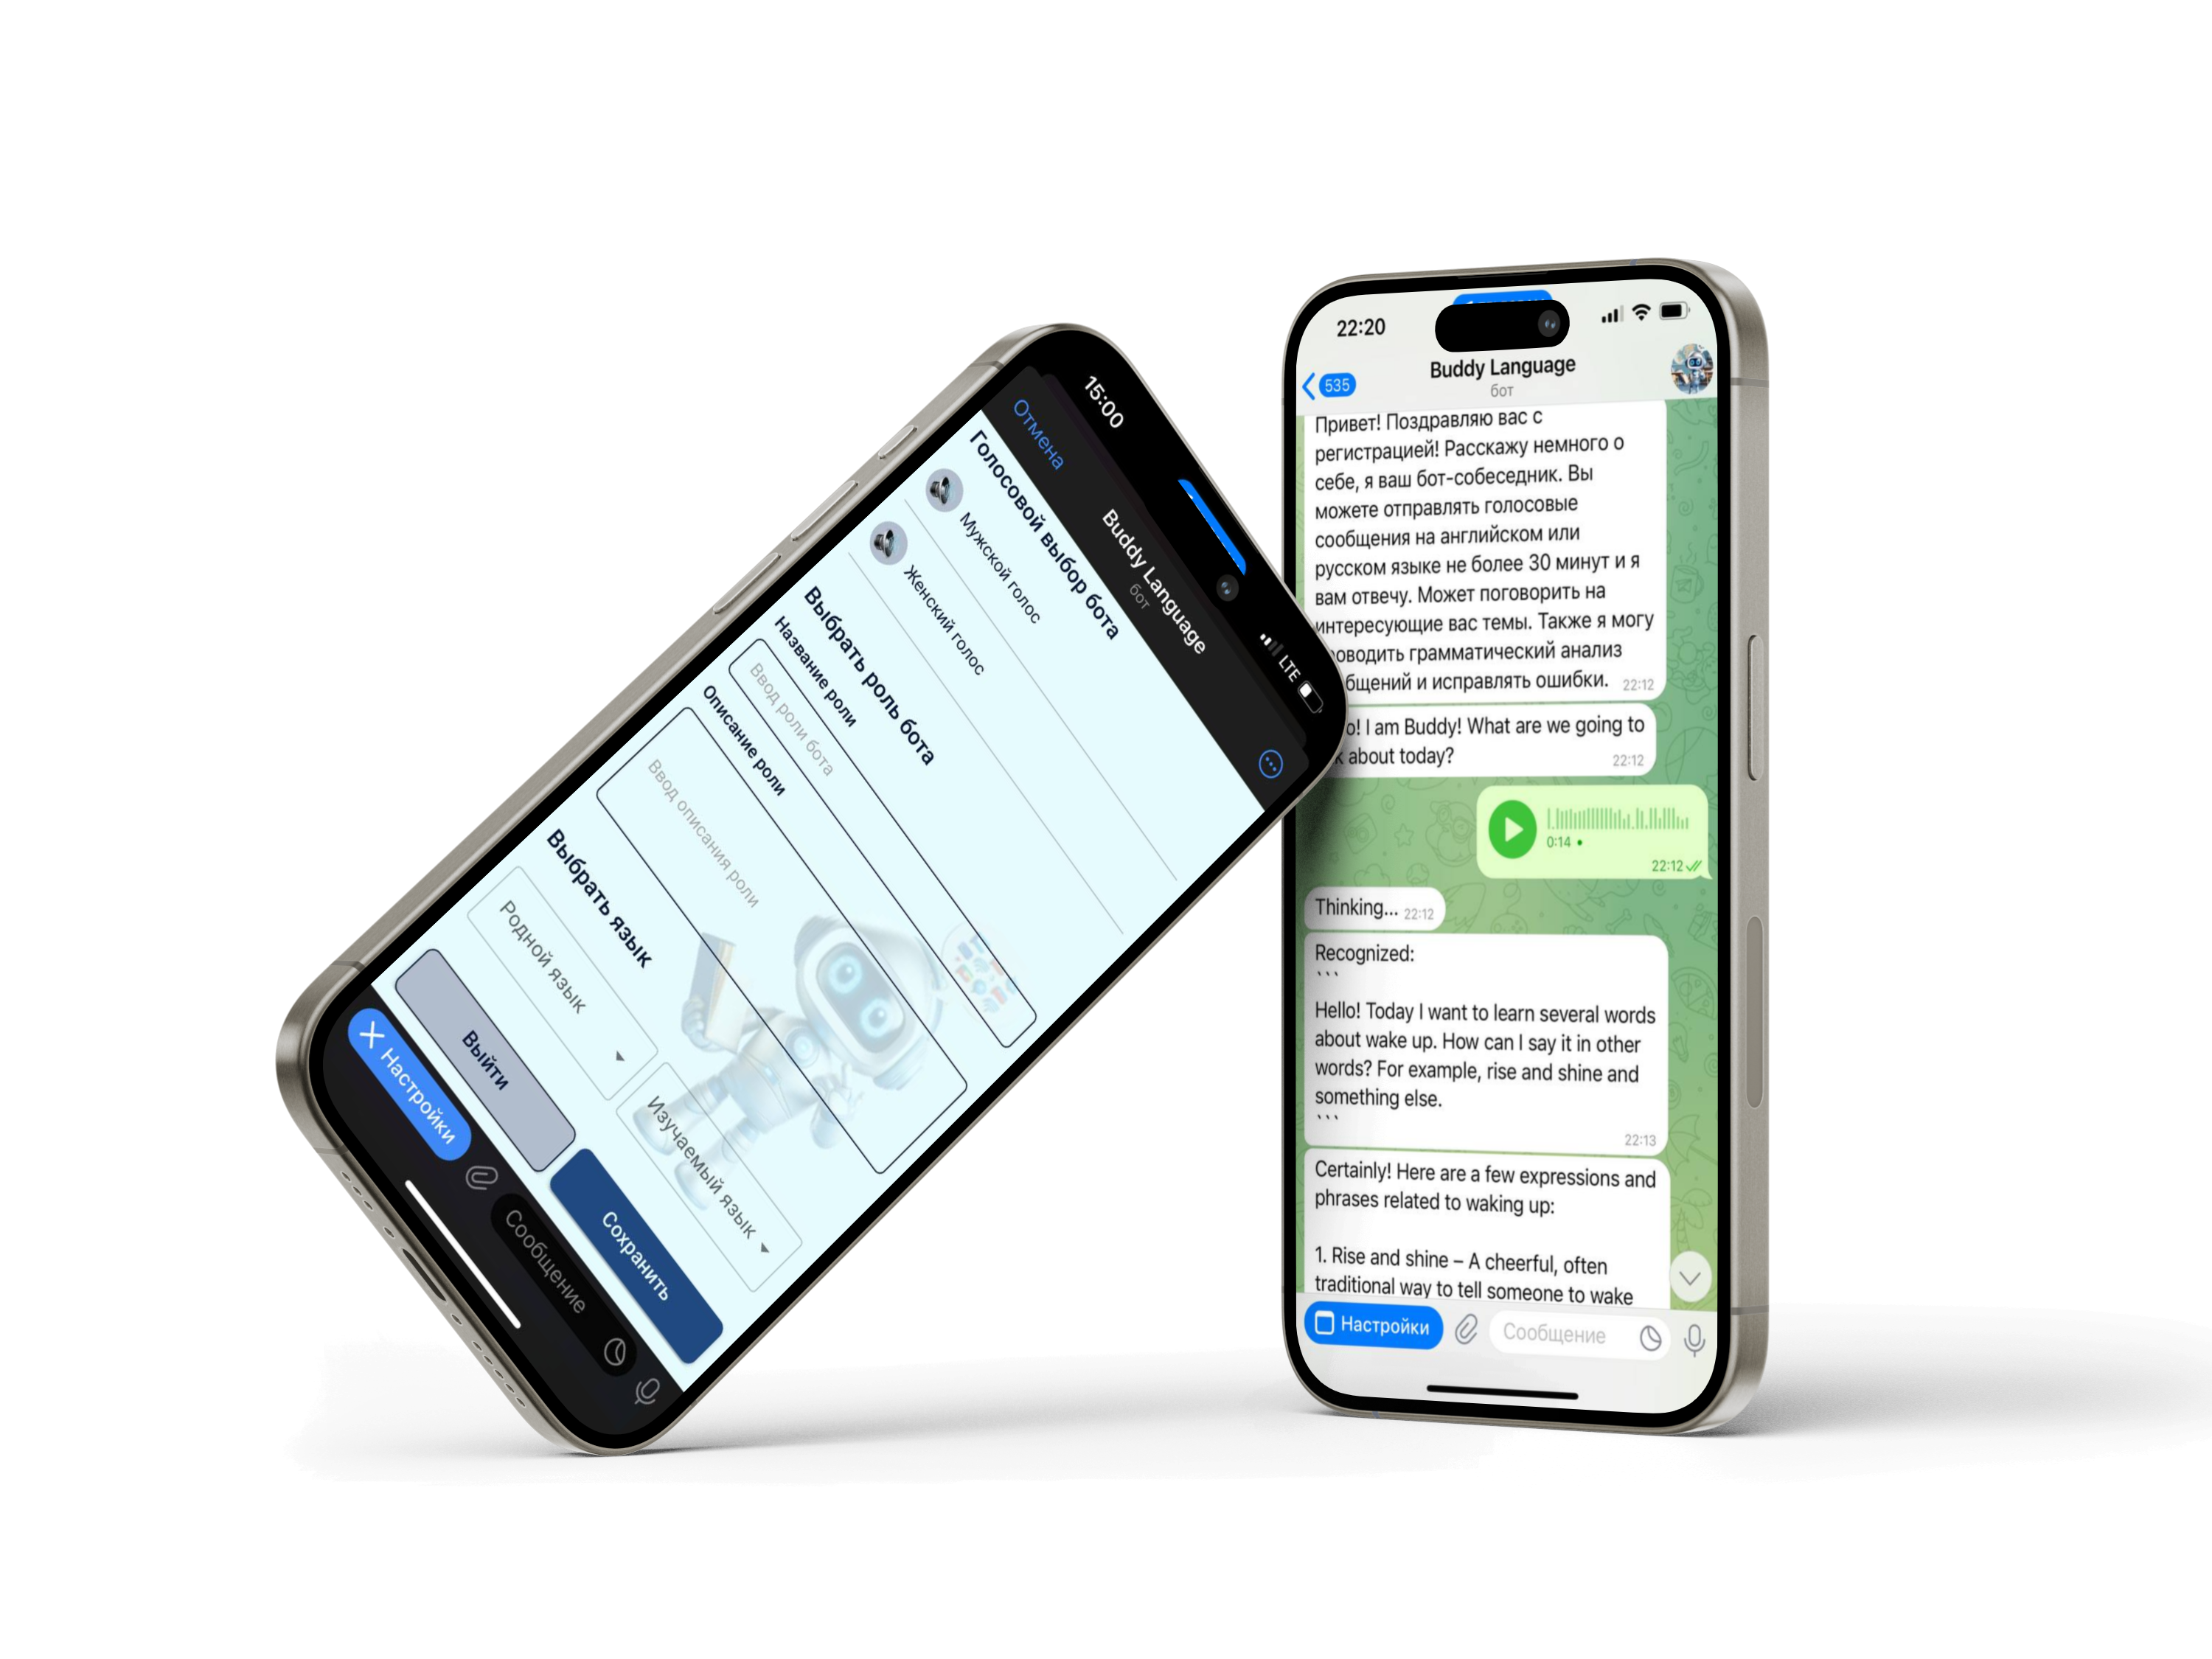 15:00
LTE
Отмена
Buddy Language
бот
Голосовой выбор бота
Мужской голос
Женский голос
Выбрать роль бота
Название роли
Ввод роли бота
Описание роли
Ввод описания роли
Выбрать язык
Родной язык
Изучаемый язык
Выйти
Сохранить
Настройки
Сообщение
22:20
535
Buddy Language
бот
Привет! Поздравляю вас с
регистрацией! Расскажу немного о
себе, я ваш бот-собеседник. Вы
можете отправлять голосовые
сообщения на английском или
русском языке не более 30 минут и я
вам отвечу. Может поговорить на
интересующие вас темы. Также я могу
оводить грамматический анализ
бщений и исправлять ошибки. 22:12
o! I am Buddy! What are we going to
k about today? 22:12
0:14
22:12
Thinking... 22:12
Recognized:
```
Hello! Today I want to learn several words
about wake up. How can I say it in other
words? For example, rise and shine and
something else.
```
22:13
Certainly! Here are a few expressions and
phrases related to waking up:
1. Rise and shine – A cheerful, often
traditional way to tell someone to wake
Настройки
Сообщение